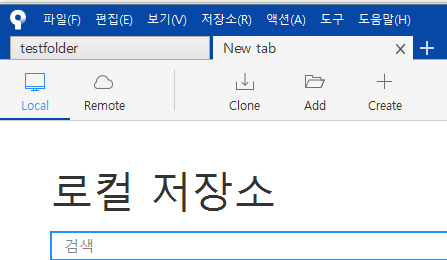 파일(F) 편집(E) 보기(V) 저장소(R) 액션(A) 도구 도움말(H)
testfolder New tab
Local Remote Clone Add Create
로컬 저장소
검색